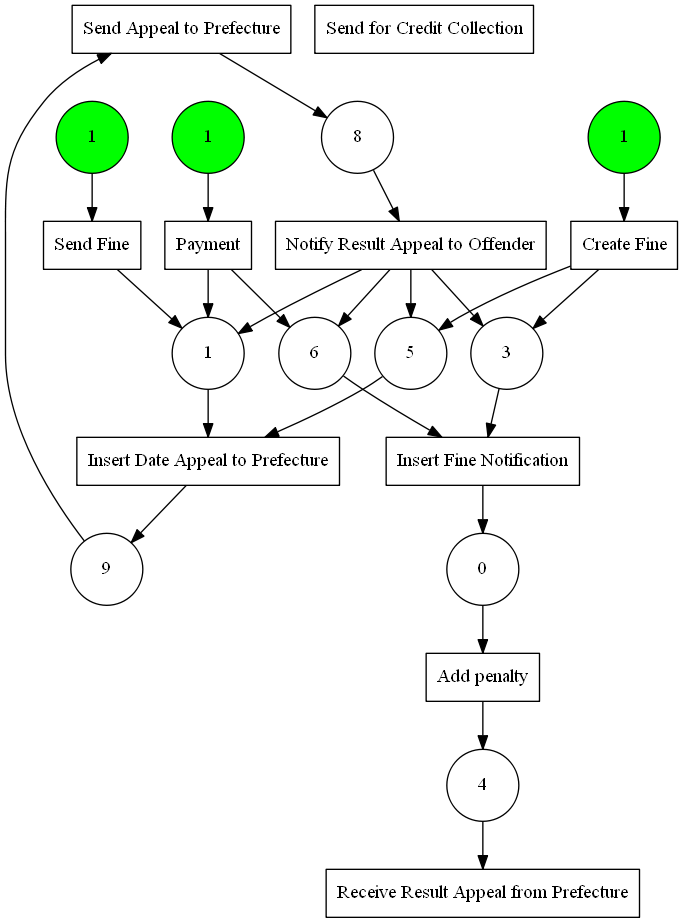 Send Appeal to Prefecture
Send for Credit Collection
1
1
8
1
Send Fine
Payment
Notify Result Appeal to Offender
Create Fine
1
6
5
3
Insert Date Appeal to Prefecture
Insert Fine Notification
9
0
Add penalty
4
Receive Result Appeal from Prefecture